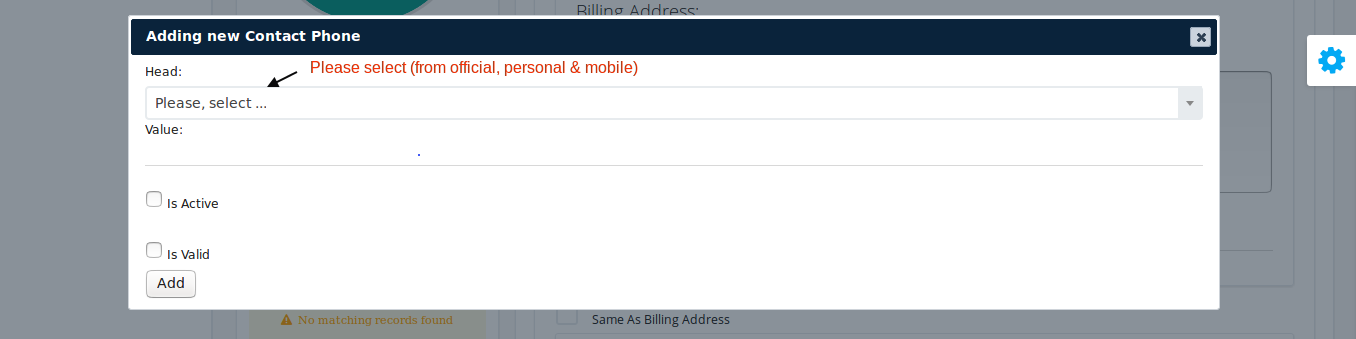 Billing Address:
Adding new Contact Phone
Head:
Please select (from official, personal & mobile)
Please, select ...
Value:
Is Active
Is Valid
Add
No matching records found
Same As Billing Address